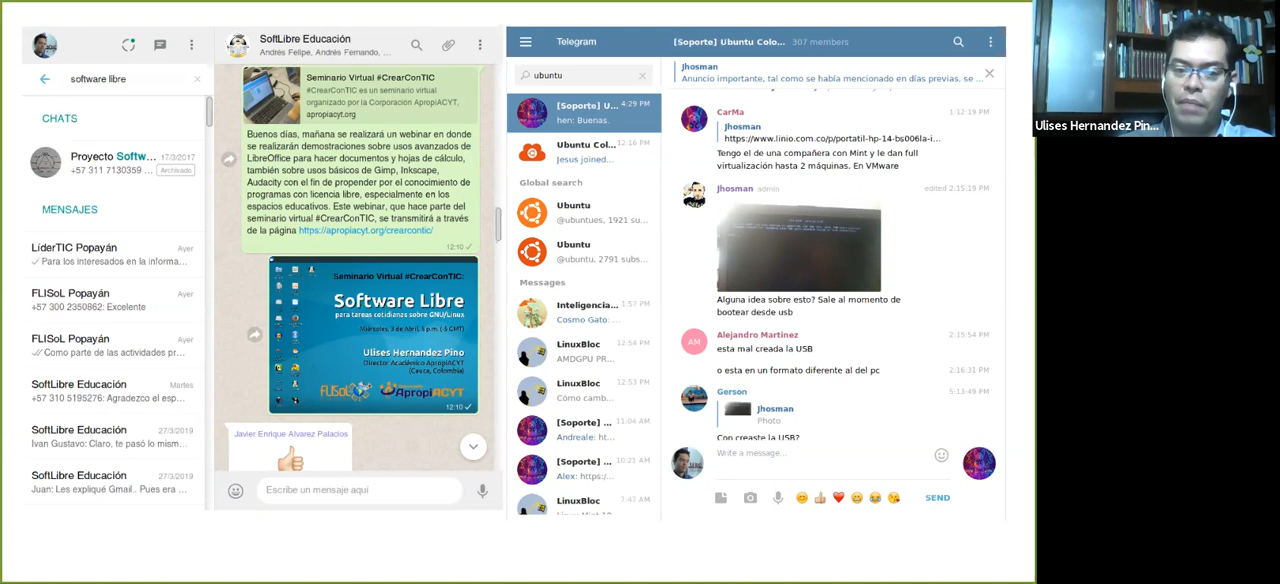 software libre
CHATS
Proyecto Softw... 17/3/2017
+57 311 7130359 ... Archivado
MENSAJES
LíderTIC Popayán Ayer
Para los interesados en la informa...
FLISoL Popayán Ayer
+57 300 2350862: Excelente
FLISoL Popayán Ayer
Como parte de las actividades pr...
SoftLibre Educación Martes
+57 310 5195276: Agradezco el esp...
SoftLibre Educación 27/3/2019
Ivan Gustavo: Claro, te pasó lo mism...
SoftLibre Educación 27/3/2019
Juan: Les expliqué Gmail.. Pues era ...
SoftLibre Educación
Andrés Felipe, Andrés Fernando, ...
Seminario Virtual #CrearConTIC
#CrearConTIC es un seminario virtual
organizado por la Corporación ApropiACYT,
apropiacyt.org
Buenos días, mañana se realizará un webinar en donde
se realizarán demostraciones sobre usos avanzados de
LibreOffice para hacer documentos y hojas de cálculo,
también sobre usos básicos de Gimp, Inkscape,
Audacity con el fin de propender por el conocimiento de
programas con licencia libre, especialmente en los
espacios educativos. Este webinar, que hace parte del
seminario virtual #CrearConTIC, se transmitirá a través
de la página https://apropiacyt.org/crearcontic/
12:10
Seminario Virtual #CrearConTIC:
Software Libre
para tareas cotidianas sobre GNU/Linux
Miércoles, 3 de Abril, 5 p.m. (-5 GMT)
Ulises Hernandez Pino
Director Académico ApropiACYT
(Cauca, Colombia)
FLISoL ApropiACYT
12:10
Javier Enrique Alvarez Palacios
Escribe un mensaje aquí
Telegram
ubuntu
[Soporte] U... 4:29 PM
hen: Buenas.
Ubuntu Col... 12:16 PM
Jesus joined...
Global search
Ubuntu
@ubuntues, 1921 su...
Ubuntu
@ubuntu, 2791 subs...
Messages
Inteligencia... 1:57 PM
Cosmo Gato: ...
LinuxBloc 12:54 PM
AMDGPU PR...
LinuxBloc 12:53 PM
Cómo camb...
[Soporte] ... 11:04 AM
Andreale: ht...
[Soporte] ... 10:21 AM
Alex: https:/...
LinuxBloc 7:47 AM
[Soporte] Ubuntu Colo... 307 members
Jhosman
Anuncio importante, tal como se había mencionado en días previas, se ...
CarMa 1:12:19 PM
Jhosman
https://www.linio.com.co/p/portatil-hp-14-bs006la-i...
Tengo el de una compañera con Mint y le dan full
virtualización hasta 2 máquinas. En VMware
Jhosman admin edited 2:15:19 PM
Alguna idea sobre esto? Sale al momento de
bootear desde usb
AM
Alejandro Martinez 2:15:54 PM
esta mal creada la USB
o esta en un formato diferente al del pc 2:16:31 PM
Gerson 5:13:49 PM
Jhosman
Photo
Con creaste la USB?
Write a message...
SEND
Ulises Hernandez Pin...